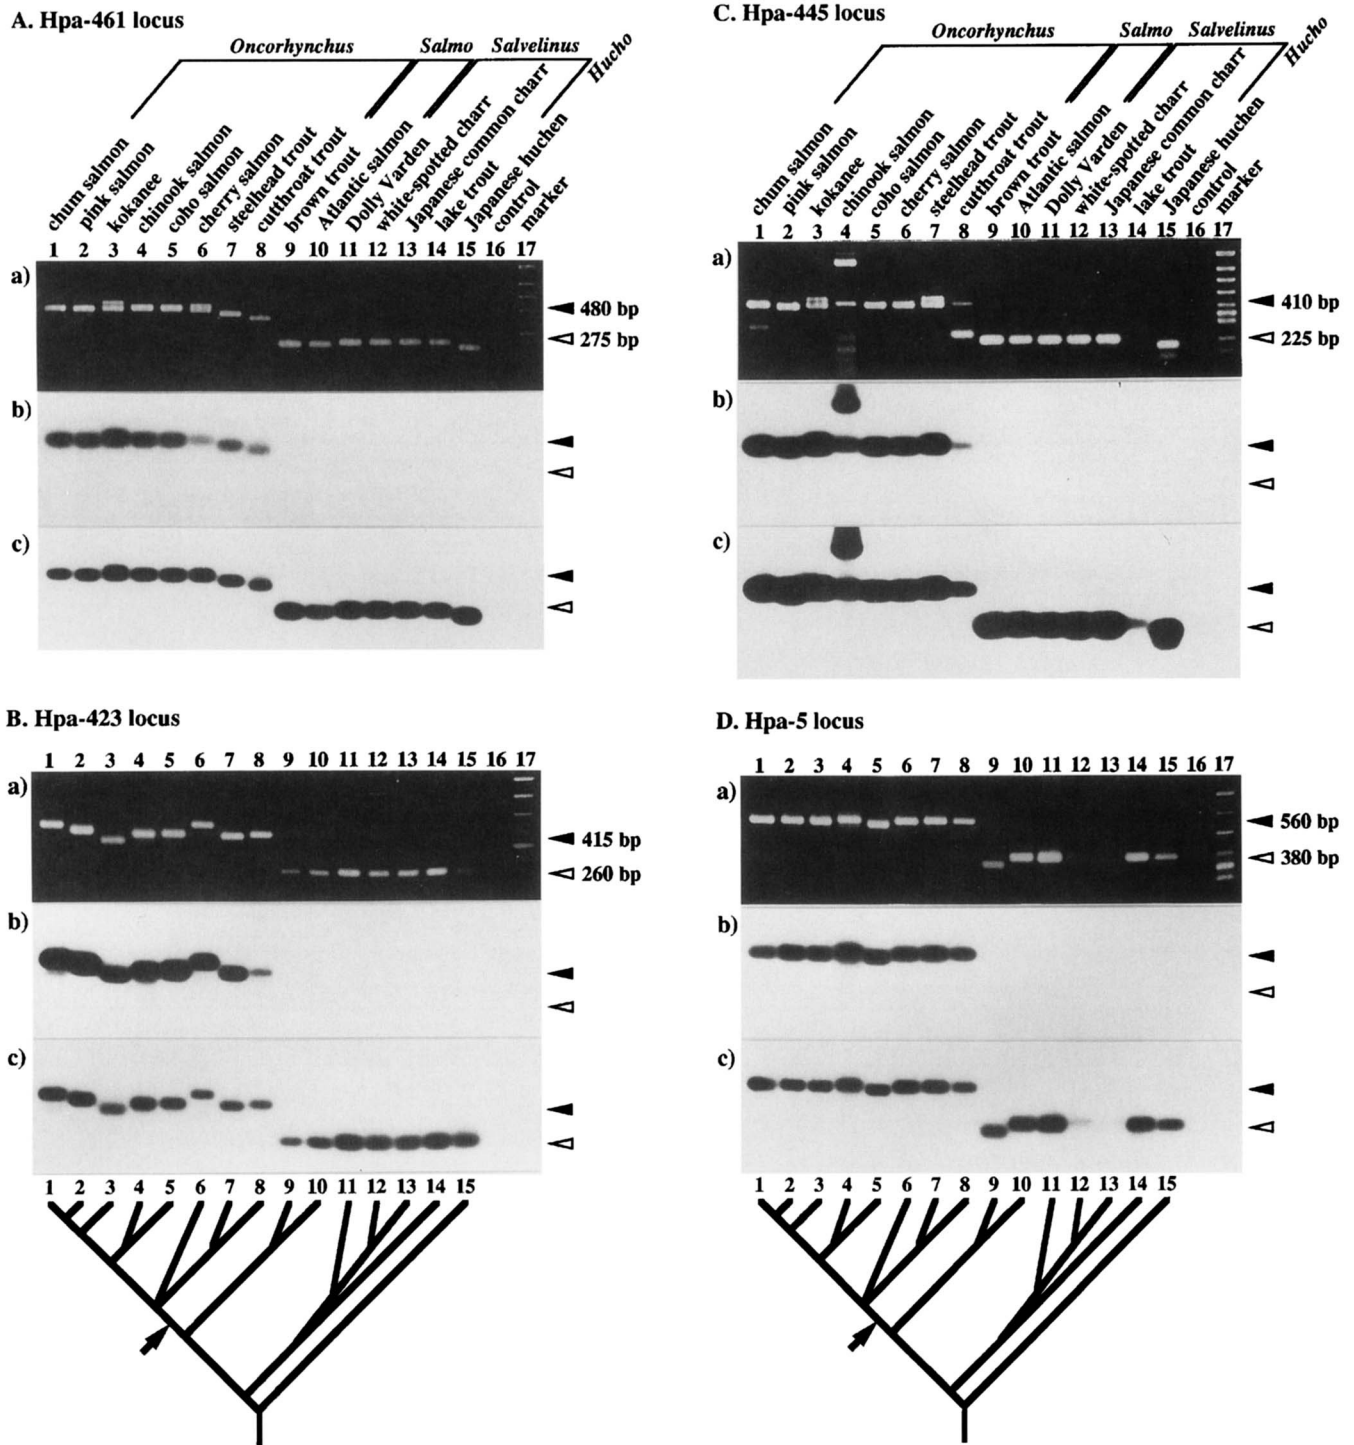 A. Hpa-461 locus
Oncorhynchus Salmo Salvelinus Hucho
chum salmon
pink salmon
kokanee
chinook salmon
coho salmon
cherry salmon
steelhead trout
cutthroat trout
brown trout
Atlantic salmon
Dolly Varden
white-spotted charr
Japanese common charr
lake trout
Japanese huchen
control
marker
1 2 3 4 5 6 7 8 9 10 11 12 13 14 15 16 17
a)
480 bp
275 bp
b)
c)
B. Hpa-423 locus
1 2 3 4 5 6 7 8 9 10 11 12 13 14 15 16 17
a)
415 bp
260 bp
b)
c)
1 2 3 4 5 6 7 8 9 10 11 12 13 14 15
C. Hpa-445 locus
Oncorhynchus Salmo Salvelinus Hucho
chum salmon
pink salmon
kokanee
chinook salmon
coho salmon
cherry salmon
steelhead trout
cutthroat trout
brown trout
Atlantic salmon
Dolly Varden
white-spotted charr
Japanese common charr
lake trout
Japanese huchen
control
marker
1 2 3 4 5 6 7 8 9 10 11 12 13 14 15 16 17
a)
410 bp
225 bp
b)
c)
D. Hpa-5 locus
1 2 3 4 5 6 7 8 9 10 11 12 13 14 15 16 17
a)
560 bp
380 bp
b)
c)
1 2 3 4 5 6 7 8 9 10 11 12 13 14 15